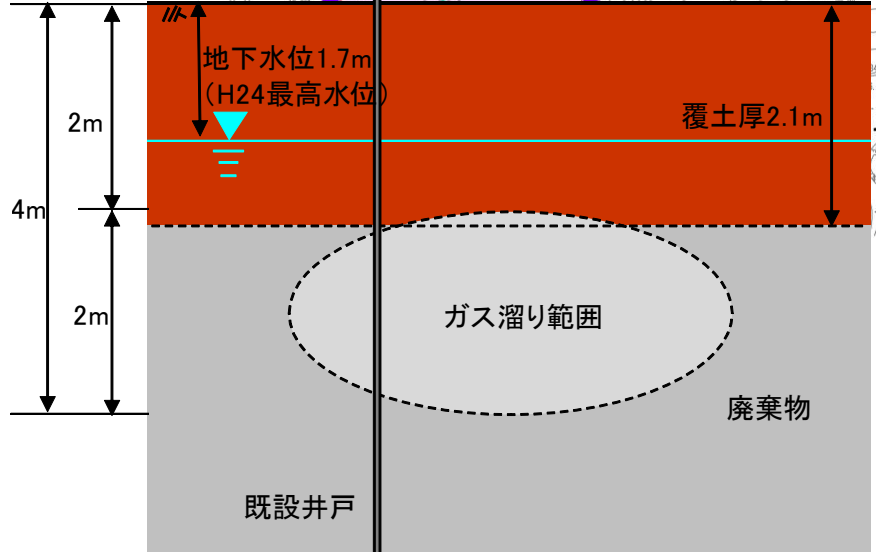 地下水位1.7m
(H24最高水位)
2m
覆土厚2.1m
4m
2m
ガス溜り範囲
廃棄物
既設井戸